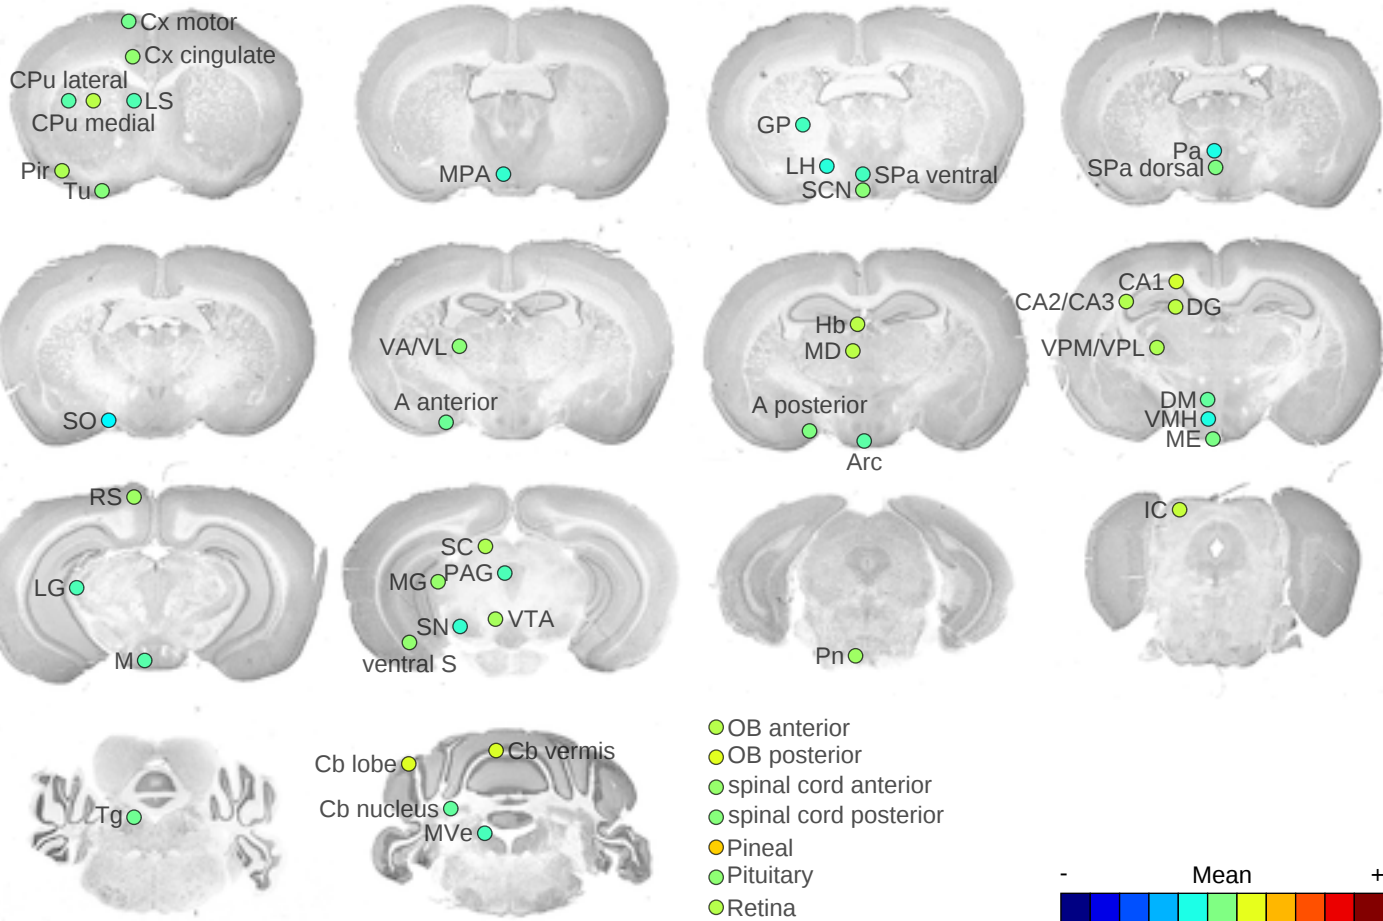 Cx motor
Cx cingulate
CPu lateral
LS
CPu medial
Pir
Tu
MPA
GP
LH
SPa ventral
SCN
Pa
SPa dorsal
SO
VA/VL
A anterior
Hb
MD
A posterior
Arc
CA1
CA2/CA3
DG
VPM/VPL
DM
VMH
ME
RS
LG
M
SC
MG
PAG
SN
VTA
ventral S
Pn
IC
Tg
Cb lobe
Cb vermis
Cb nucleus
MVe
OB anterior
OB posterior
spinal cord anterior
spinal cord posterior
Pineal
Pituitary
Retina
- Mean +